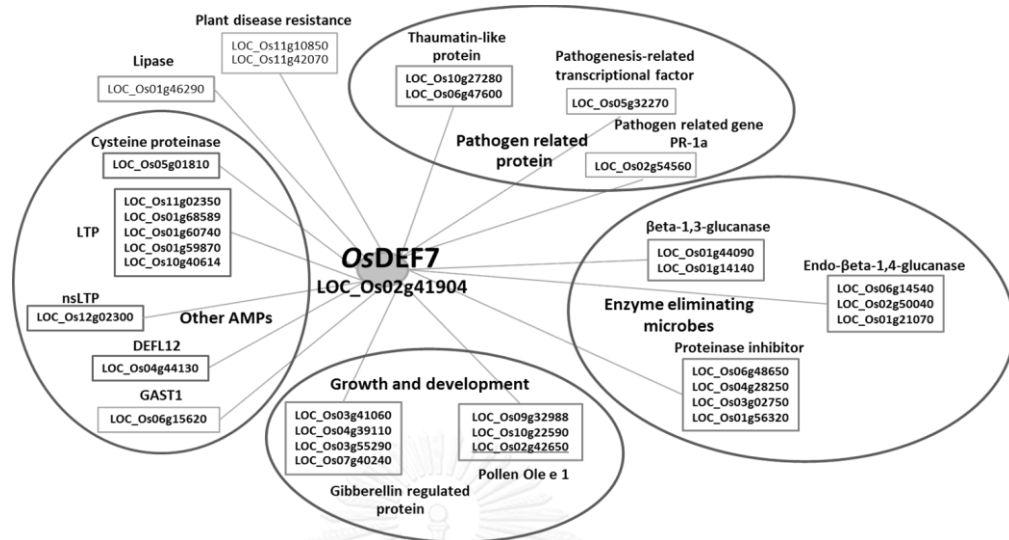 Plant disease resistance
LOC_Os11g10850
LOC_Os11g42070
Lipase
LOC_Os01g46290
Thaumatin-like
protein
LOC_Os10g27280
LOC_Os06g47600
Pathogenesis-related
transcriptional factor
LOC_Os05g32270
Pathogen related gene
PR-1a
LOC_Os02g54560
Pathogen related
protein
Cysteine proteinase
LOC_Os05g01810
LTP
LOC_Os11g02350
LOC_Os01g68589
LOC_Os01g60740
LOC_Os01g59870
LOC_Os10g40614
nsLTP
LOC_Os12g02300
Other AMPs
DEFL12
LOC_Os04g44130
GAST1
LOC_Os06g15620
OsDEF7
LOC_Os02g41904
βeta-1,3-glucanase
LOC_Os01g44090
LOC_Os01g14140
Endo-βeta-1,4-glucanase
LOC_Os06g14540
LOC_Os02g50040
LOC_Os01g21070
Enzyme eliminating
microbes
Proteinase inhibitor
LOC_Os06g48650
LOC_Os04g28250
LOC_Os03g02750
LOC_Os01g56320
Growth and development
LOC_Os03g41060
LOC_Os04g39110
LOC_Os03g55290
LOC_Os07g40240
Gibberellin regulated
protein
LOC_Os09g32988
LOC_Os10g22590
LOC_Os02g42650
Pollen Ole e 1